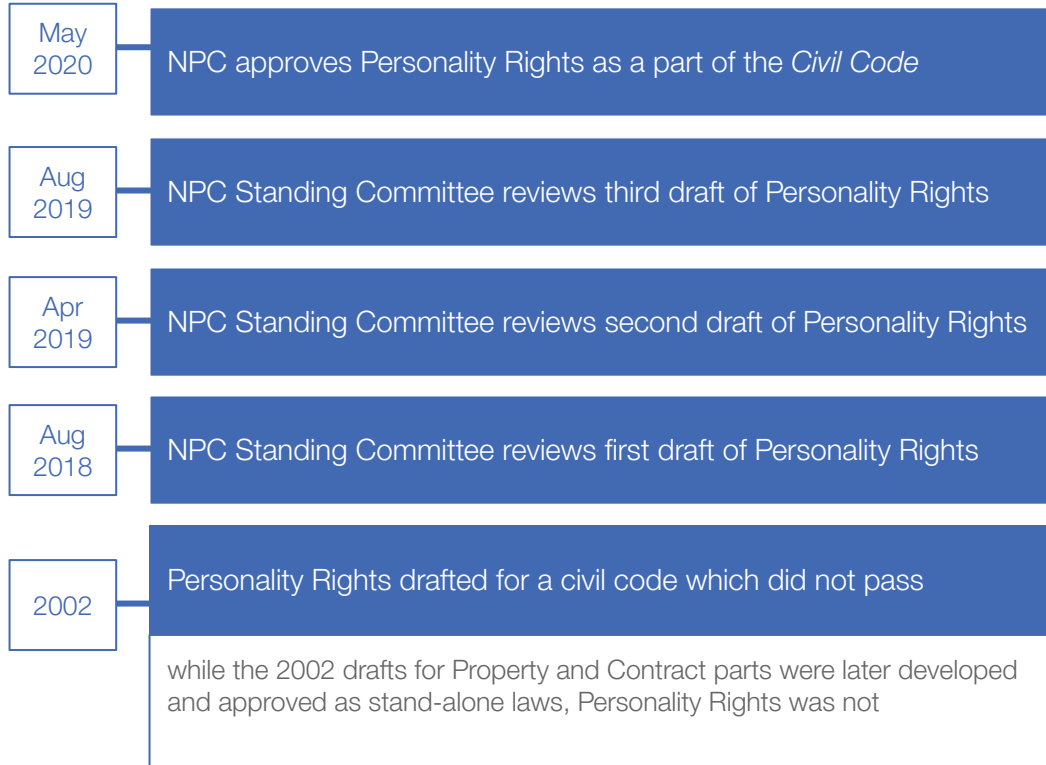 May
2020
NPC approves Personality Rights as a part of the Civil Code
Aug
2019
NPC Standing Committee reviews third draft of Personality Rights
Apr
2019
NPC Standing Committee reviews second draft of Personality Rights
Aug
2018
NPC Standing Committee reviews first draft of Personality Rights
2002
Personality Rights drafted for a civil code which did not pass
while the 2002 drafts for Property and Contract parts were later developed
and approved as stand-alone laws, Personality Rights was not